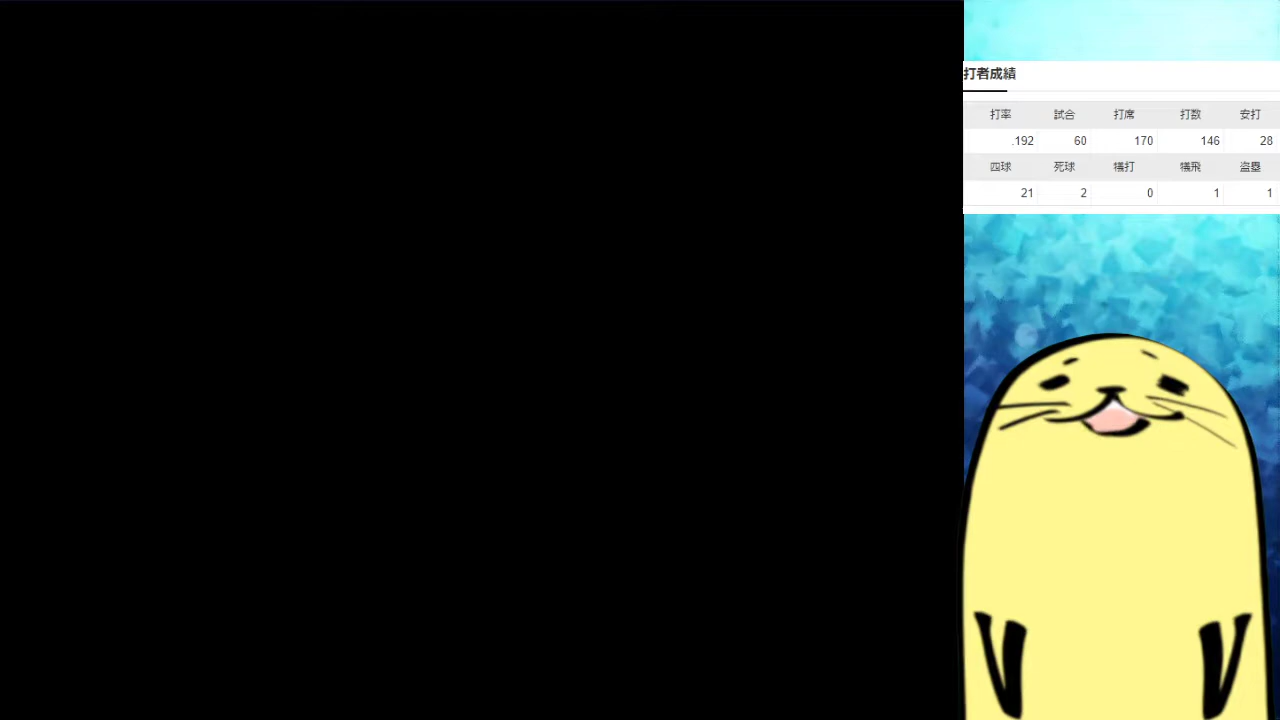 打者成績
打率 試合 打席 打数 安打
.192 60 170 146 28
四球 死球 犠打 犠飛 盗塁
21 2 0 1 1